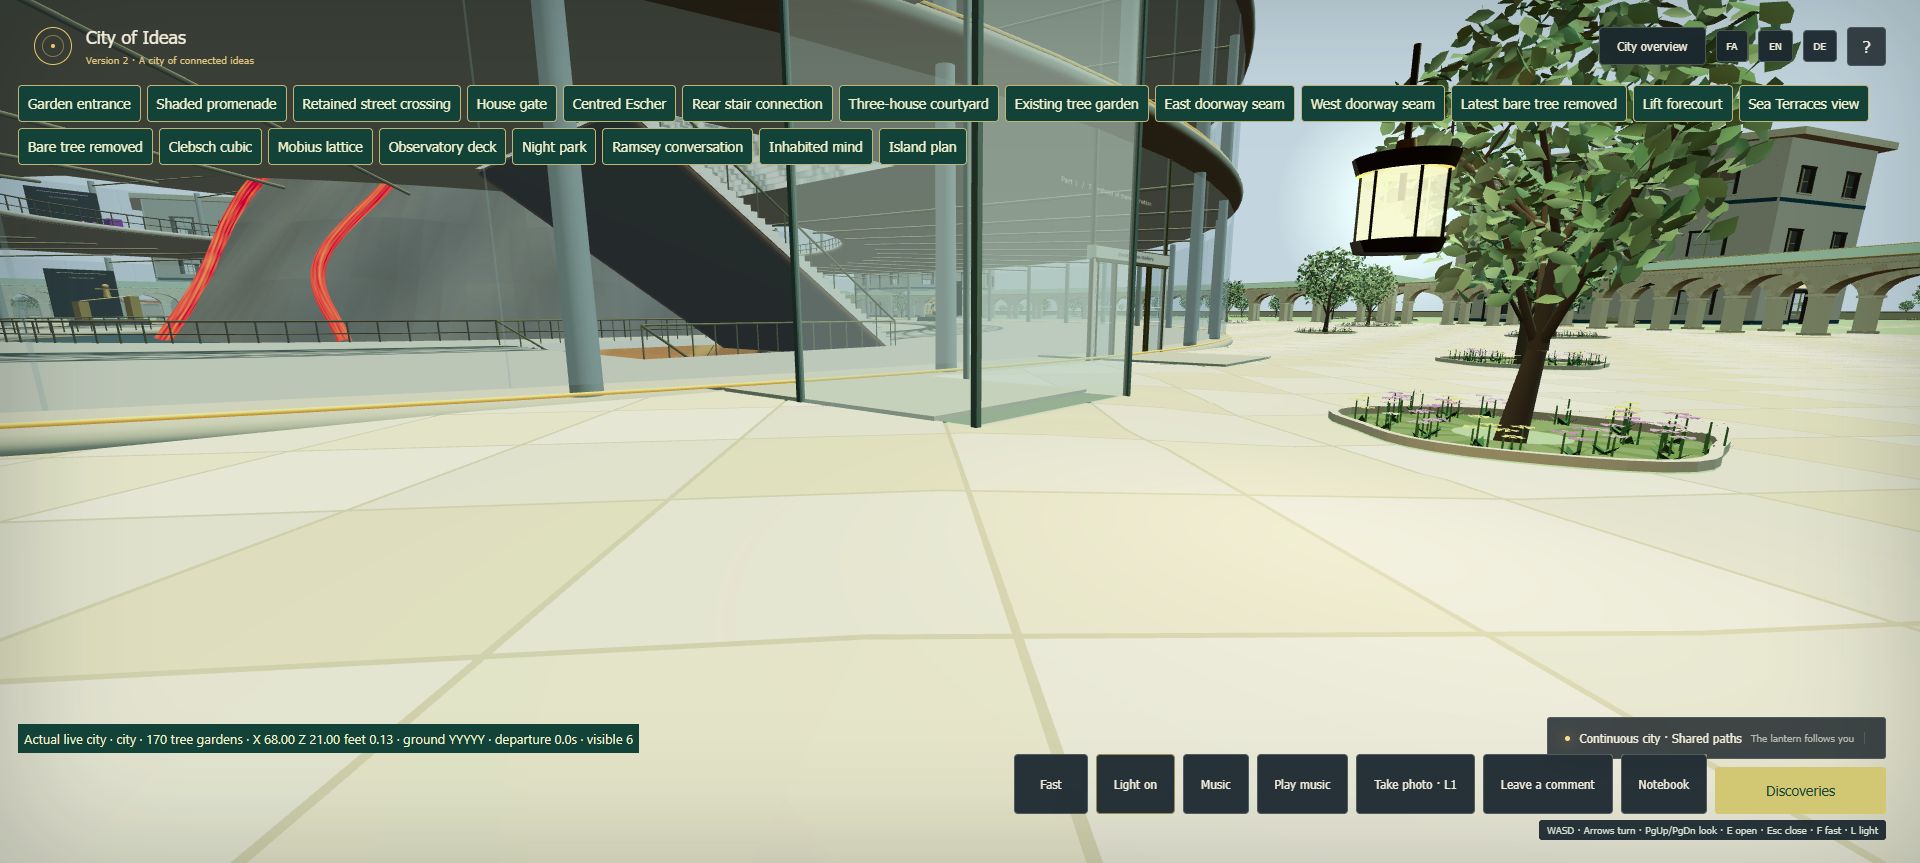 City of Ideas
Version 2 · A city of connected ideas
City overview
FA
EN
DE
?
Garden entrance
Shaded promenade
Retained street crossing
House gate
Centred Escher
Rear stair connection
Three-house courtyard
Existing tree garden
East doorway seam
West doorway seam
Latest bare tree removed
Lift forecourt
Sea Terraces view
Bare tree removed
Clebsch cubic
Mobius lattice
Observatory deck
Night park
Ramsey conversation
Inhabited mind
Island plan
Actual live city · city · 170 tree gardens · X 68.00 Z 21.00 feet 0.13 · ground YYYYY · departure 0.0s · visible 6
Continuous city · Shared paths The lantern follows you
Fast
Light on
Music
Play music
Take photo · L1
Leave a comment
Notebook
Discoveries
WASD · Arrows turn · PgUp/PgDn look · E open · Esc close · F fast · L light